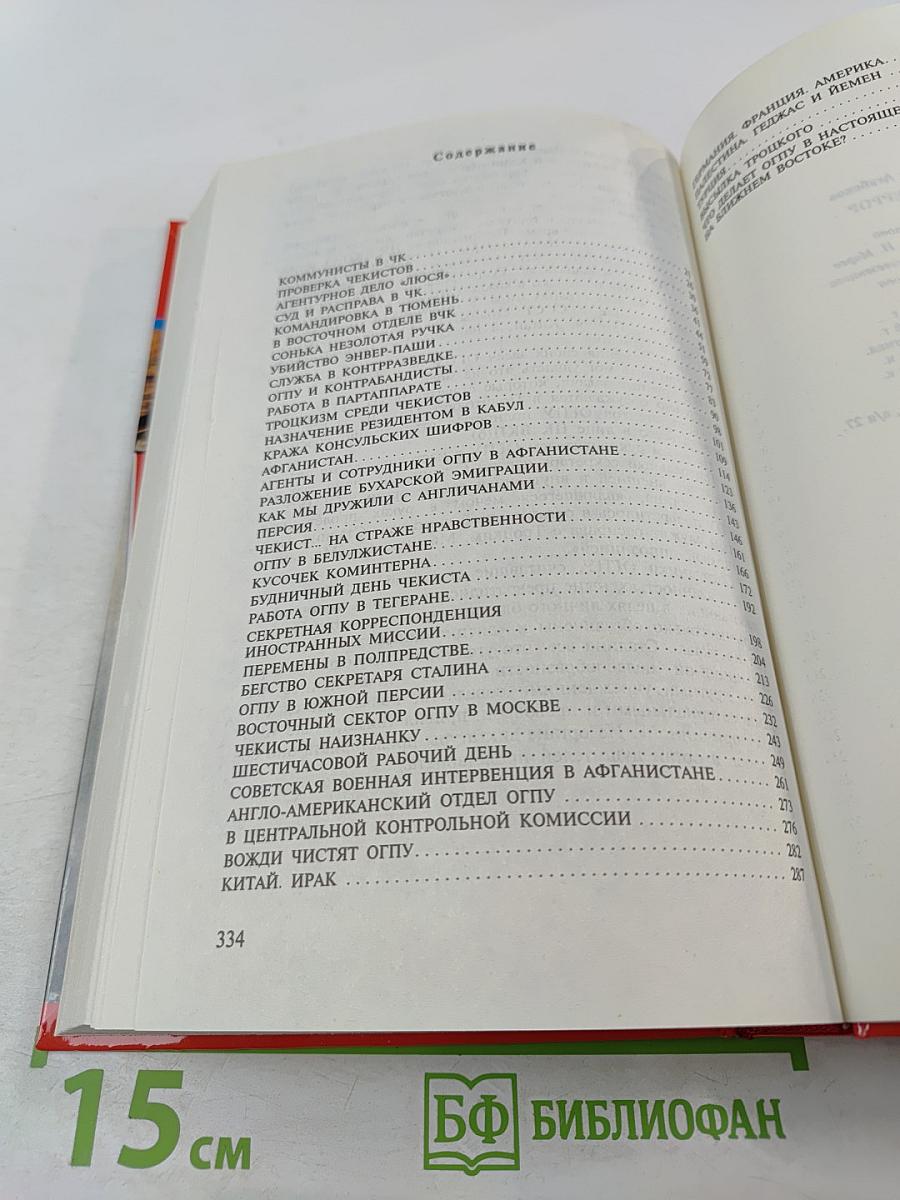 Содержание
КОММУНИСТЫ В ЧК
ПРОВЕРКА ЧЕКИСТОВ
АГЕНТУРНОЕ ДЕЛО «ЛЮСЯ»
СУД И РАСПРАВА В ЧК
КОМАНДИРОВКА В ТЮМЕНЬ
В ВОСТОЧНОМ ОТДЕЛЕ ВЧК
СОНЬКА НЕЗОЛОТАЯ РУЧКА
УБИЙСТВО ЭНВЕР-ПАШИ
СЛУЖБА В КОНТРРАЗВЕДКЕ
ОГПУ И КОНТРАБАНДИСТЫ
РАБОТА В ПАРТАППАРАТЕ
ТРОЦКИЗМ СРЕДИ ЧЕКИСТОВ
НАЗНАЧЕНИЕ РЕЗИДЕНТОМ В КАБУЛ
КРАЖА КОНСУЛЬСКИХ ШИФРОВ
АФГАНИСТАН
АГЕНТЫ И СОТРУДНИКИ ОГПУ В АФГАНИСТАНЕ
РАЗЛОЖЕНИЕ БУХАРСКОЙ ЭМИГРАЦИИ
КАК МЫ ДРУЖИЛИ С АНГЛИЧАНАМИ
ПЕРСИЯ
ЧЕКИСТ... НА СТРАЖЕ НРАВСТВЕННОСТИ
ОГПУ В БЕЛУДЖИСТАНЕ
КУСОЧЕК КОМИНТЕРНА
БУДНИЧНЫЙ ДЕНЬ ЧЕКИСТА
РАБОТА ОГПУ В ТЕГЕРАНЕ 192
СЕКРЕТНАЯ КОРРЕСПОНДЕНЦИЯ
ИНОСТРАННЫХ МИССИИ 198
ПЕРЕМЕНЫ В ПОЛПРЕДСТВЕ 204
БЕГСТВО СЕКРЕТАРЯ СТАЛИНА 213
ОГПУ В ЮЖНОЙ ПЕРСИИ 226
ВОСТОЧНЫЙ СЕКТОР ОГПУ В МОСКВЕ 232
ЧЕКИСТЫ НАИЗНАНКУ 243
ШЕСТИЧАСОВОЙ РАБОЧИЙ ДЕНЬ 249
СОВЕТСКАЯ ВОЕННАЯ ИНТЕРВЕНЦИЯ В АФГАНИСТАНЕ 261
АНГЛО-АМЕРИКАНСКИЙ ОТДЕЛ ОГПУ 273
В ЦЕНТРАЛЬНОЙ КОНТРОЛЬНОЙ КОМИССИИ 276
ВОЖДИ ЧИСТЯТ ОГПУ 282
КИТАЙ. ИРАК 287
334
ГЕРМАНИЯ. ФРАНЦИЯ. АМЕРИКА.
ПАЛЕСТИНА. ГЕДЖАС И ЙЕМЕН
ТУРЦИЯ
ВЫСЫЛКА ТРОЦКОГО
ЧТО ДЕЛАЕТ ОГПУ В НАСТОЯЩЕ
НА БЛИЖНЕМ ВОСТОКЕ?
15 см
БФ БИБЛИОФАН